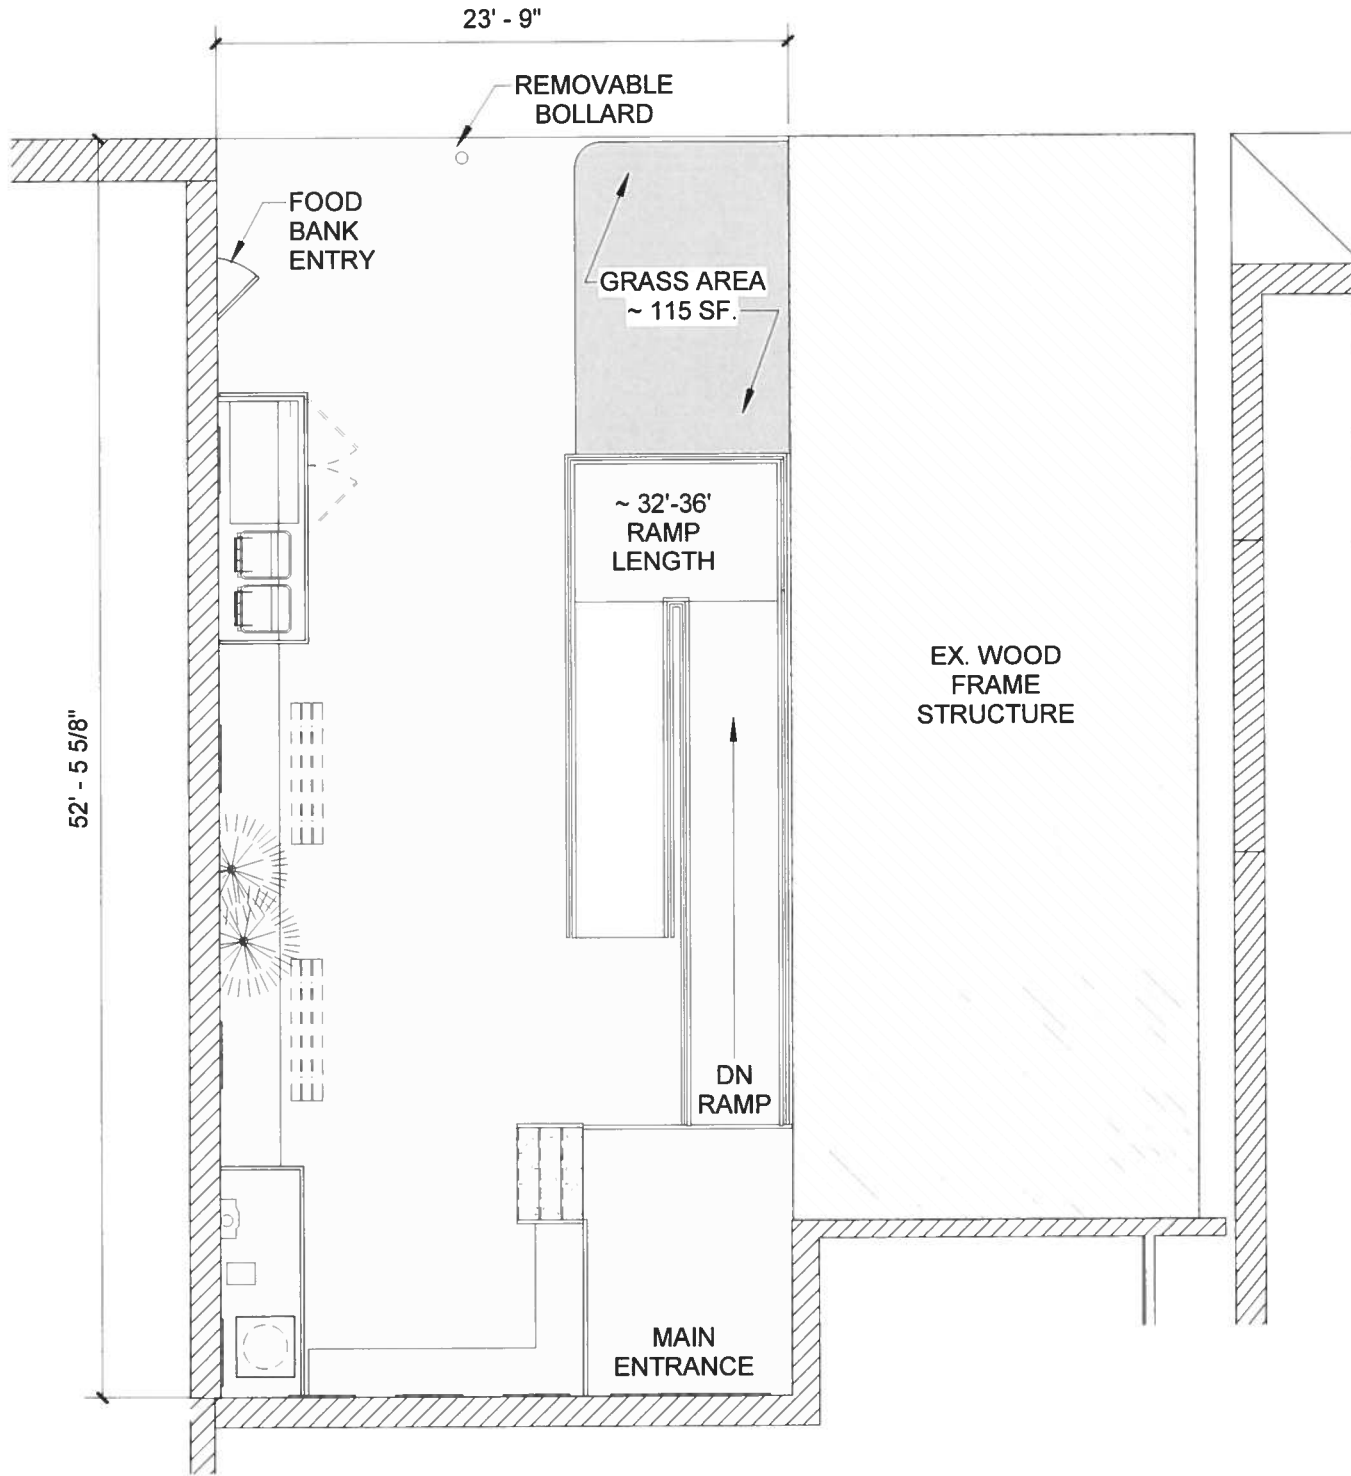 23' - 9"
REMOVABLE
BOLLARD
FOOD
BANK
ENTRY
GRASS AREA
~ 115 SF.
~ 32'-36'
RAMP
LENGTH
EX. WOOD
FRAME
STRUCTURE
52' - 5 5/8"
DN
RAMP
MAIN
ENTRANCE